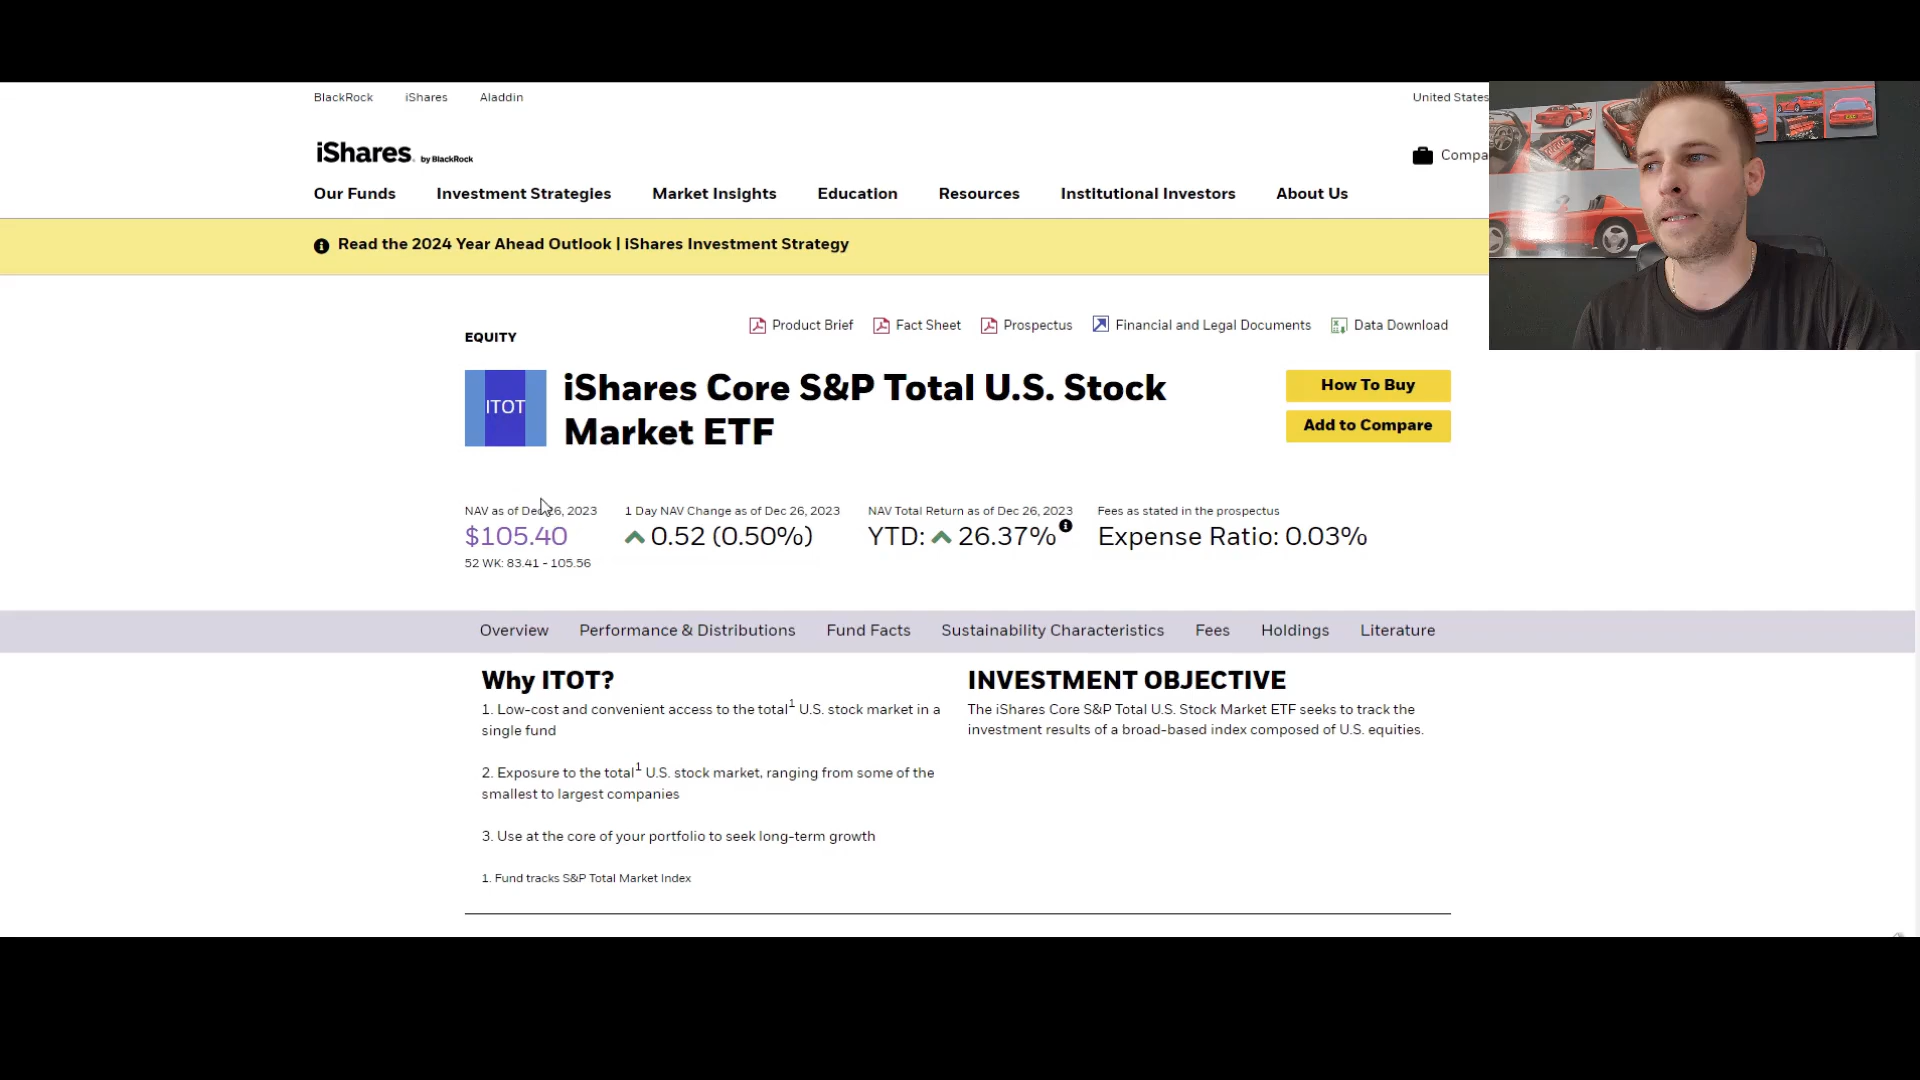 BlackRock iShares Aladdin United States
iShares. by BlackRock
Compa
Our Funds Investment Strategies Market Insights Education Resources Institutional Investors About Us
Read the 2024 Year Ahead Outlook | iShares Investment Strategy
EQUITY
Product Brief Fact Sheet Prospectus Financial and Legal Documents Data Download
ITOT
iShares Core S&P Total U.S. Stock
Market ETF
How To Buy
Add to Compare
NAV as of Dec 26, 2023 1 Day NAV Change as of Dec 26, 2023 NAV Total Return as of Dec 26, 2023 Fees as stated in the prospectus
$105.40 0.52 (0.50%) YTD: 26.37% Expense Ratio: 0.03%
52 WK: 83.41 - 105.56
Overview Performance & Distributions Fund Facts Sustainability Characteristics Fees Holdings Literature
Why ITOT?
1. Low-cost and convenient access to the total1 U.S. stock market in a
single fund
2. Exposure to the total1 U.S. stock market, ranging from some of the
smallest to largest companies
3. Use at the core of your portfolio to seek long-term growth
1. Fund tracks S&P Total Market Index
INVESTMENT OBJECTIVE
The iShares Core S&P Total U.S. Stock Market ETF seeks to track the
investment results of a broad-based index composed of U.S. equities.